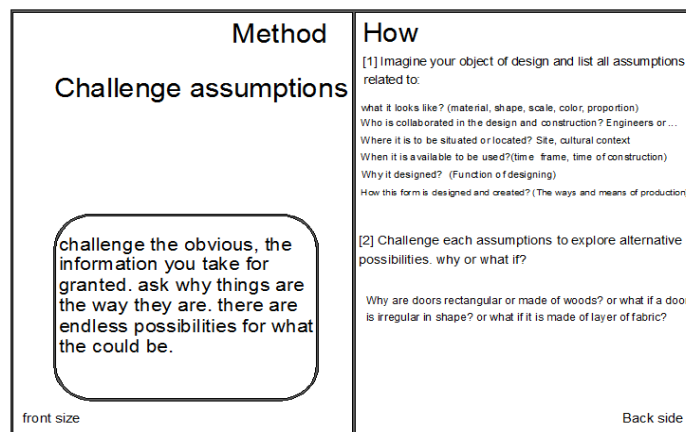 Method
Challenge assumptions
challenge the obvious, the
information you take for
granted. ask why things are
the way they are. there are
endless possibilities for what
the could be.
front size
How
[1] Imagine your object of design and list all assumptions
related to:
what it looks like? (material, shape, scale, color, proportion)
Who is collaborated in the design and construction? Engineers or...
Where it is to be situated or located? Site, cultural context
When it is available to be used?(time frame, time of construction)
Why it designed? (Function of designing)
How this form is designed and created? (The ways and means of production)
[2] Challenge each assumptions to explore alternative
possibilities. why or what if?
Why are doors rectangular or made of woods? or what if a door
is irregular in shape? or what if it is made of layer of fabric?
Back side